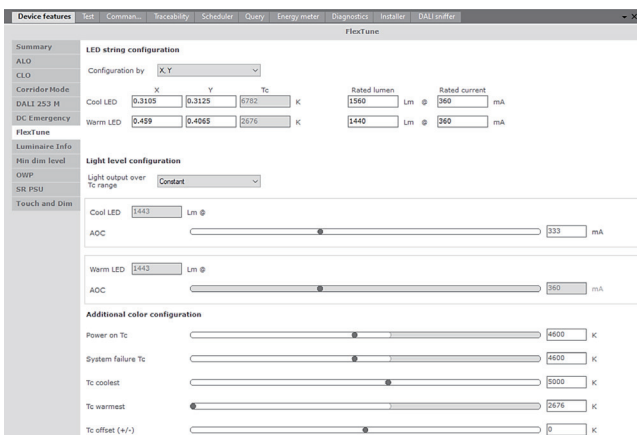 Device features Test Comman... Traceability Scheduler Query Energy meter Diagnostics Installer DALI sniffer
FlexTune
Summary
ALO
CLO
Corridor Mode
DALI 253 M
DC Emergency
FlexTune
Luminaire Info
Min dim level
OWP
SR PSU
Touch and Dim
LED string configuration
Configuration by X, Y
X Y Tc Rated lumen Rated current
Cool LED 0.3105 0.3125 6782 K 1560 Lm @ 360 mA
Warm LED 0.459 0.4065 2676 K 1440 Lm @ 360 mA
Light level configuration
Light output over
Tc range
Constant
Cool LED 1443 Lm @
AOC 333 mA
Warm LED 1443 Lm @
AOC 360 mA
Additional color configuration
Power on Tc 4600 K
System failure Tc 4600 K
Tc coolest 5000 K
Tc warmest 2676 K
Tc offset (+/-) 0 K